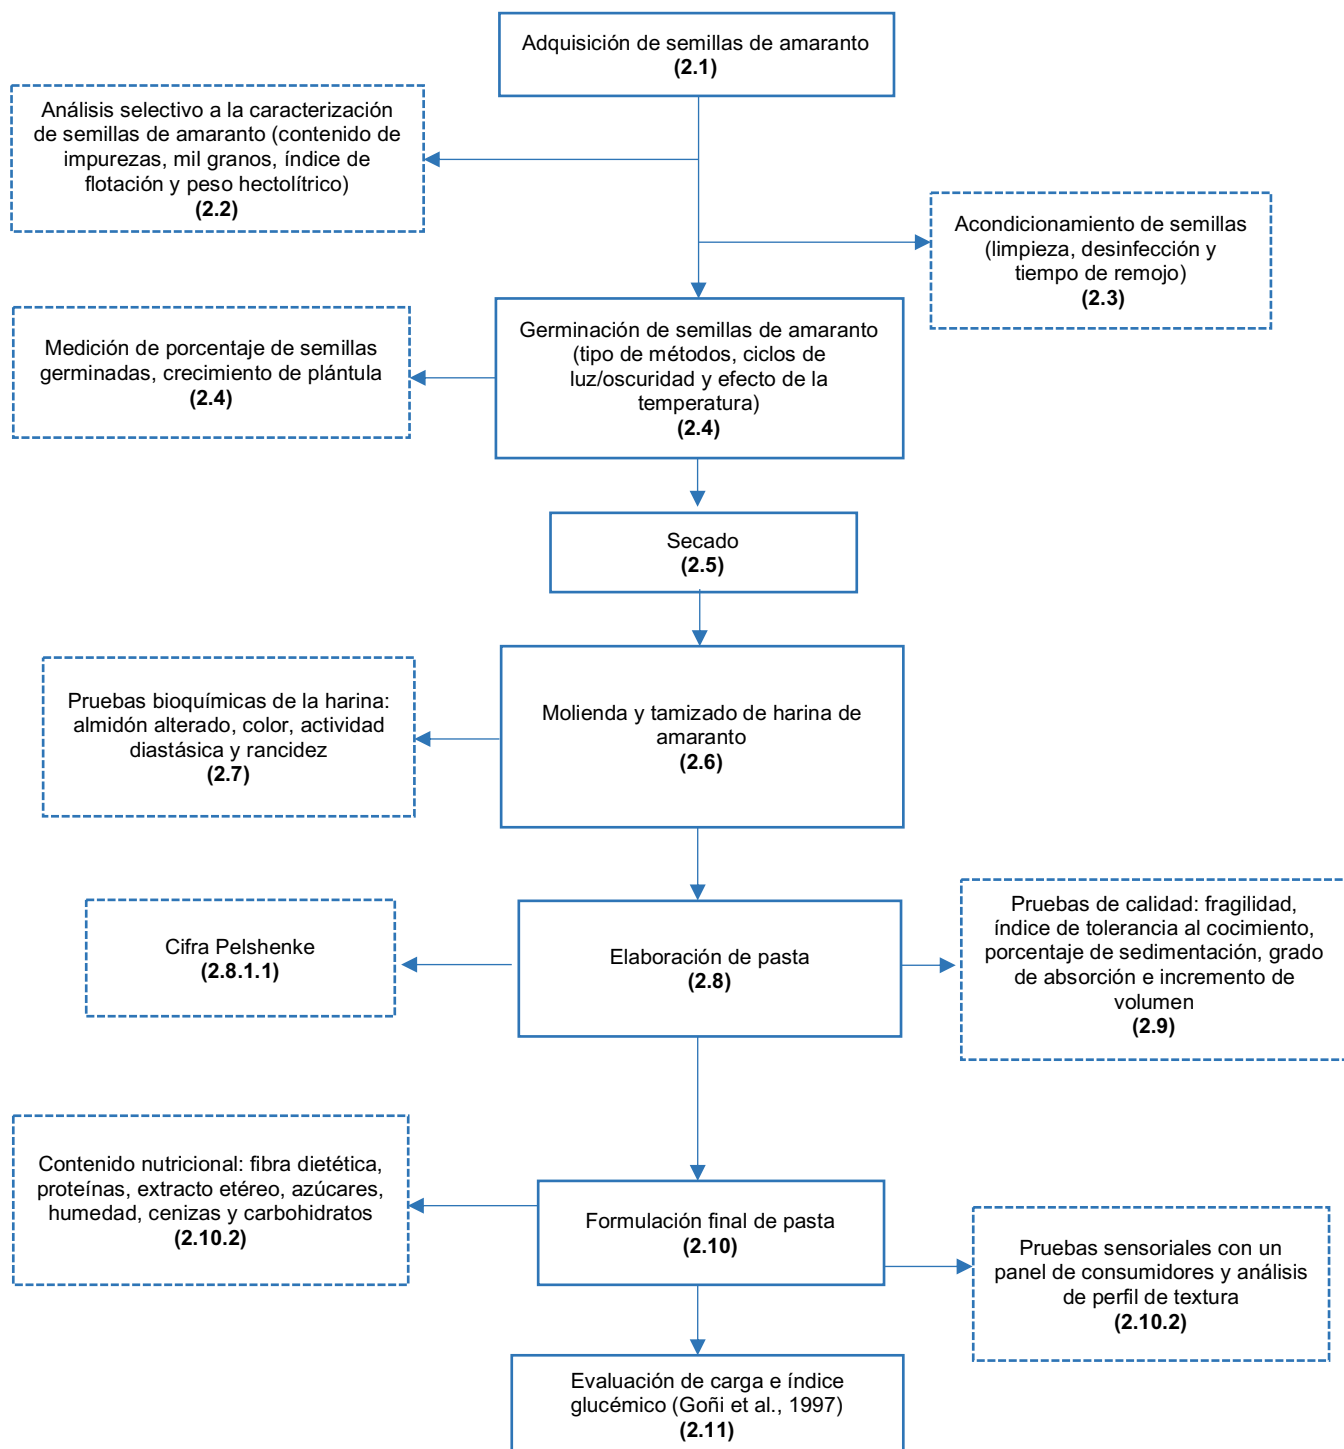 Adquisición de semillas de amaranto
(2.1)
Análisis selectivo a la caracterización
de semillas de amaranto (contenido de
impurezas, mil granos, índice de
flotación y peso hectolítrico)
(2.2)
Acondicionamiento de semillas
(limpieza, desinfección y
tiempo de remojo)
(2.3)
Germinación de semillas de amaranto
(tipo de métodos, ciclos de
luz/oscuridad y efecto de la
temperatura)
(2.4)
Medición de porcentaje de semillas
germinadas, crecimiento de plántula
(2.4)
Secado
(2.5)
Molienda y tamizado de harina de
amaranto
(2.6)
Pruebas bioquímicas de la harina:
almidón alterado, color, actividad
diastásica y rancidez
(2.7)
Cifra Pelshenke
(2.8.1.1)
Elaboración de pasta
(2.8)
Pruebas de calidad: fragilidad,
índice de tolerancia al cocimiento,
porcentaje de sedimentación, grado
de absorción e incremento de
volumen
(2.9)
Contenido nutricional: fibra dietética,
proteínas, extracto etéreo, azúcares,
humedad, cenizas y carbohidratos
(2.10.2)
Formulación final de pasta
(2.10)
Pruebas sensoriales con un
panel de consumidores y análisis
de perfil de textura
(2.10.2)
Evaluación de carga e índice
glucémico (Goñi et al., 1997)
(2.11)